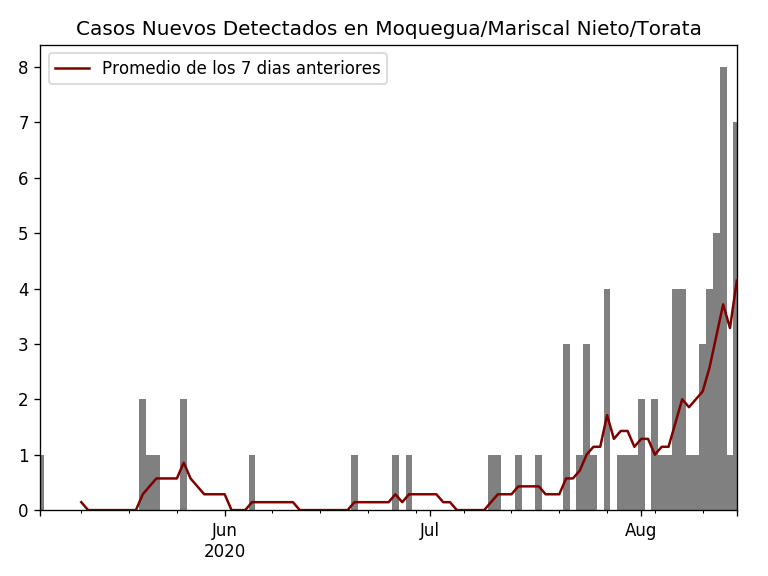 Casos Nuevos Detectados en Moquegua/Mariscal Nieto/Torata
Promedio de los 7 dias anteriores
8
7
6
5
4
3
2
1
0
Jun
2020
Jul
Aug